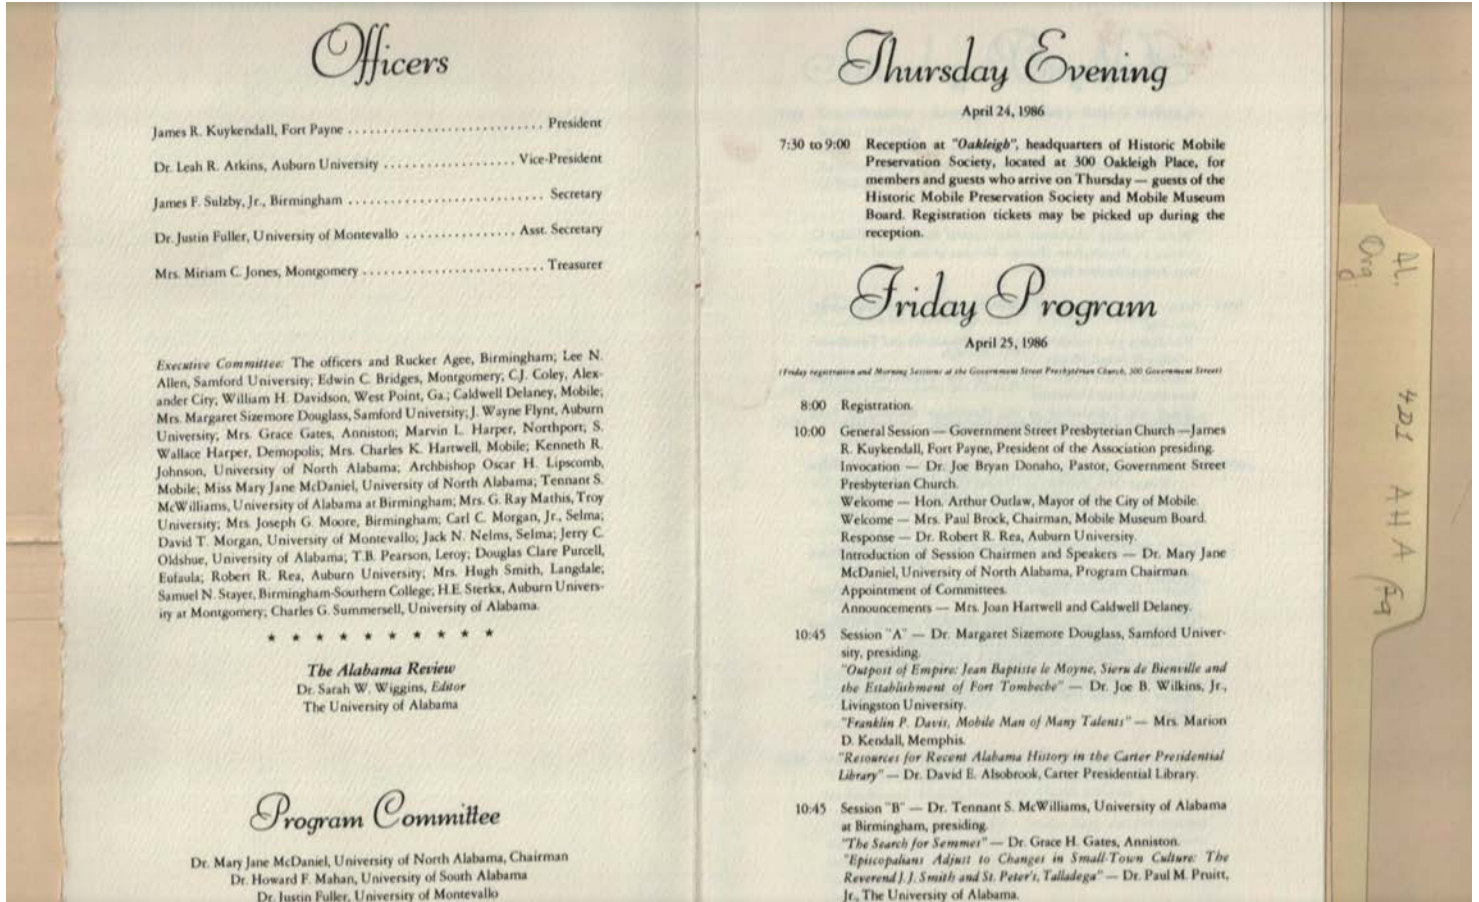 Officers
James R. Kuykendall, Fort Payne . . . . . . . . . . . . . . . . . . . . . . . . . . . President
Dr. Leah R. Atkins, Auburn University . . . . . . . . . . . . . . . . . . Vice-President
James F. Sulzby, Jr., Birmingham . . . . . . . . . . . . . . . . . . . . . . . . . . . Secretary
Dr. Justin Fuller, University of Montevallo . . . . . . . . . . . . . . . Asst. Secretary
Mrs. Miriam C. Jones, Montgomery . . . . . . . . . . . . . . . . . . . . . . . . . Treasurer
Executive Committee: The officers and Rucker Agee, Birmingham; Lee N.
Allen, Samford University; Edwin C. Bridges, Montgomery; C.J. Coley, Alex-
ander City; William H. Davidson, West Point, Ga.; Caldwell Delaney, Mobile;
Mrs. Margaret Sizemore Douglass, Samford University; J. Wayne Flynt, Auburn
University; Mrs. Grace Gates, Anniston; Marvin L. Harper, Northport; S.
Wallace Harper, Demopolis; Mrs. Charles K. Hartwell, Mobile; Kenneth R.
Johnson, University of North Alabama; Archbishop Oscar H. Lipscomb,
Mobile; Miss Mary Jane McDaniel, University of North Alabama; Tennant S.
McWilliams, University of Alabama at Birmingham; Mrs. G. Ray Mathis, Troy
University; Mrs. Joseph G. Moore, Birmingham; Carl C. Morgan, Jr., Selma;
David T. Morgan, University of Montevallo; Jack N. Nelms, Selma; Jerry C.
Oldshue, University of Alabama; T.B. Pearson, Leroy; Douglas Clare Purcell,
Eufaula; Robert R. Rea, Auburn University; Mrs. Hugh Smith, Langdale;
Samuel N. Stayer, Birmingham-Southern College; H.E. Sterkx, Auburn Univers-
ity at Montgomery; Charles G. Summersell, University of Alabama.
* * * * * * * * * *
The Alabama Review
Dr. Sarah W. Wiggins, Editor
The University of Alabama
Program Committee
Dr. Mary Jane McDaniel, University of North Alabama, Chairman
Dr. Howard F. Mahan, University of South Alabama
Dr. Justin Fuller, University of Montevallo
Thursday Evening
April 24, 1986
7:30 to 9:00 Reception at "Oakleigh", headquarters of Historic Mobile
Preservation Society, located at 300 Oakleigh Place, for
members and guests who arrive on Thursday — guests of the
Historic Mobile Preservation Society and Mobile Museum
Board. Registration tickets may be picked up during the
reception.
Friday Program
April 25, 1986
(Friday registration and Morning Sessions at the Government Street Presbyterian Church, 300 Government Street)
8:00 Registration.
10:00 General Session — Government Street Presbyterian Church —James
R. Kuykendall, Fort Payne, President of the Association presiding.
Invocation — Dr. Joe Bryan Donaho, Pastor, Government Street
Presbyterian Church.
Welcome — Hon. Arthur Outlaw, Mayor of the City of Mobile.
Welcome — Mrs. Paul Brock, Chairman, Mobile Museum Board.
Response — Dr. Robert R. Rea, Auburn University.
Introduction of Session Chairmen and Speakers — Dr. Mary Jane
McDaniel, University of North Alabama, Program Chairman.
Appointment of Committees.
Announcements — Mrs. Joan Hartwell and Caldwell Delaney.
10:45 Session "A" — Dr. Margaret Sizemore Douglass, Samford Univer-
sity, presiding.
"Outpost of Empire: Jean Baptiste le Moyne, Sieru de Bienville and
the Establishment of Fort Tombecbe" — Dr. Joe B. Wilkins, Jr.,
Livingston University.
"Franklin P. Davis, Mobile Man of Many Talents" — Mrs. Marion
D. Kendall, Memphis.
"Resources for Recent Alabama History in the Carter Presidential
Library" — Dr. David E. Alsobrook, Carter Presidential Library.
10:45 Session "B" — Dr. Tennant S. McWilliams, University of Alabama
at Birmingham, presiding.
"The Search for Semmes" — Dr. Grace H. Gates, Anniston.
"Episcopalians Adjust to Changes in Small-Town Culture: The
Reverend J.J. Smith and St. Peter's, Talladega" — Dr. Paul M. Pruitt,
Jr., The University of Alabama.
Al.
Org.
AHA